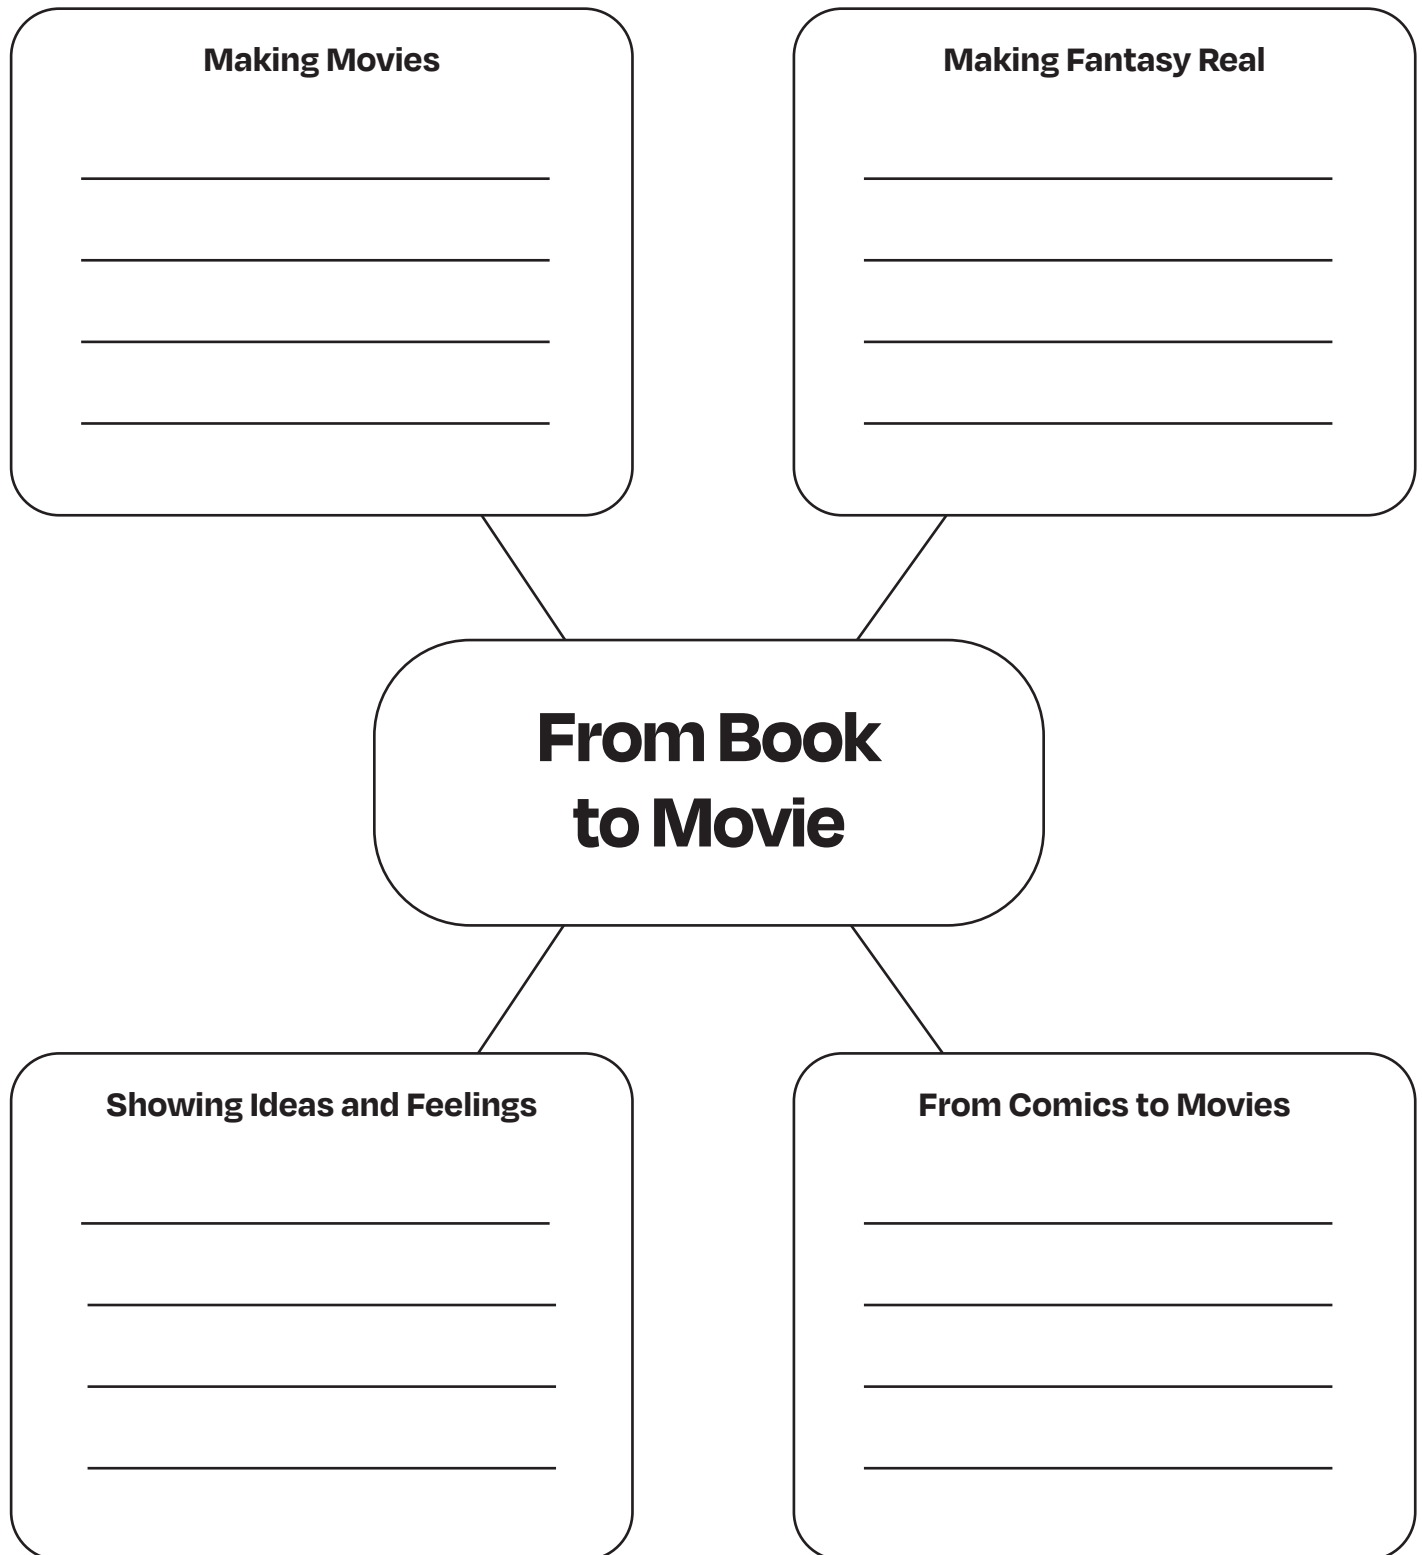 Making Movies
Making Fantasy Real
From Book
to Movie
Showing Ideas and Feelings
From Comics to Movies